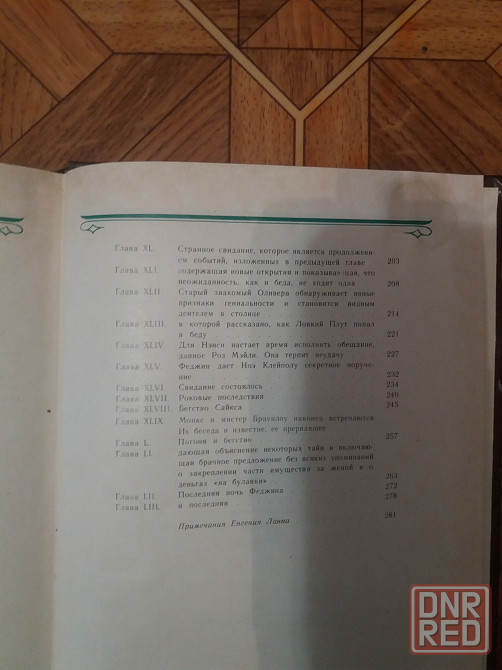 Глава XL. Странное свидание, которое является продолжени-
ем событий, изложенных в предыдущей главе 203
Глава XLI. содержащая новые открытия и показывающая, что
неожиданность, как и беда, не ходит одна 208
Глава XLII Старый знакомый Оливера обнаруживает явные
признаки гениальности и становится видным
деятелем в столице 214
Глава XLIII. в которой рассказано, как Ловкий Плут попал
в беду 221
Глава XLIV. Для Нэнси настает время исполнить обещание,
данное Роз Мэйли. Она терпит неудачу 227
Глава XLV. Феджин дает Ноэ Клейполу секретное поруче-
ние 232
Глава XLVI. Свидание состоялось 234
Глава XLVII. Роковые последствия 240
Глава XLVIII. Бегство Сайкса 245
Глава XLIX. Монкс и мистер Браунлоу наконец встречаются
Их беседа и известие, ее прервавшее
Глава L. Погоня и бегство 257
Глава LI. дающая объяснение некоторых тайн и включаю-
щая брачное предложение без всяких упоминаний
о закреплении части имущества за женой и о
деньгах «на булавки» 263
Глава LII. Последняя ночь Феджина 272
Глава LIII. и последняя 278
Примечания Евгения Ланна 281
DNR
RED